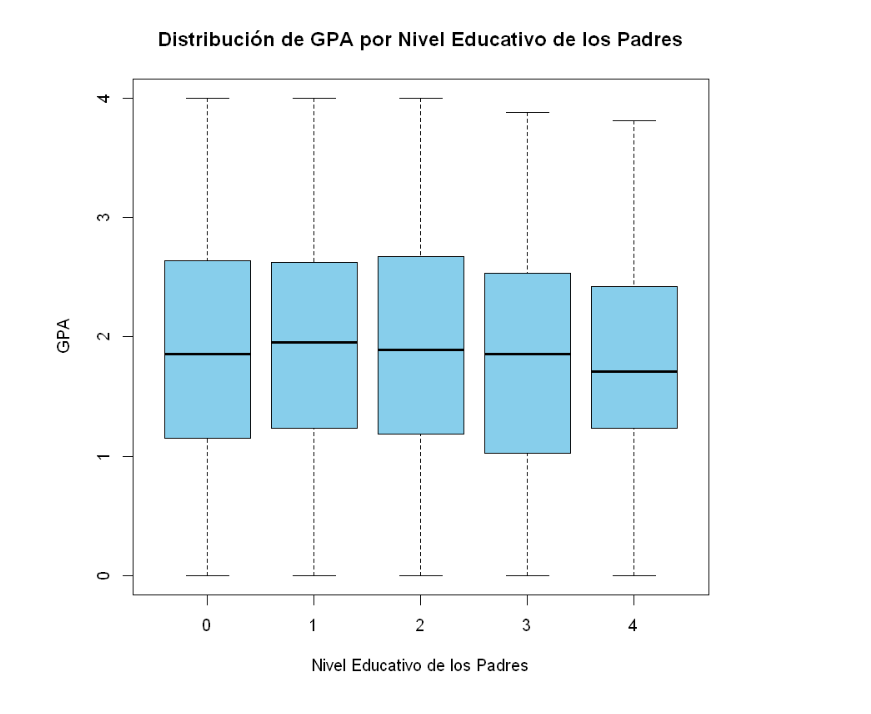 Distribución de GPA por Nivel Educativo de los Padres
4
3
2
1
0
GPA
0 1 2 3 4
Nivel Educativo de los Padres